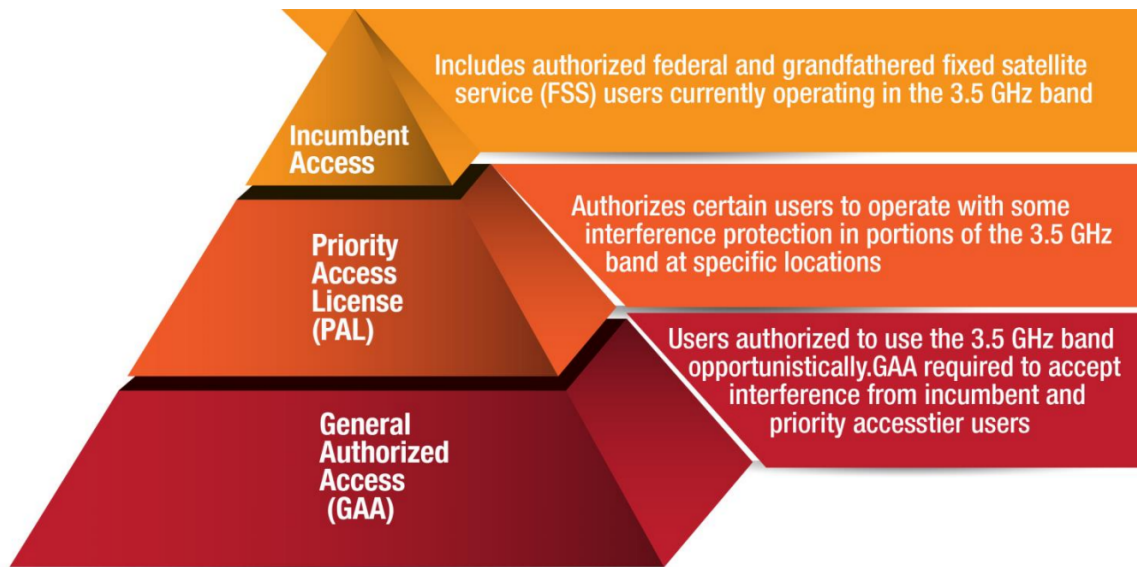 Incumbent
Access
Includes authorized federal and grandfathered fixed satellite
service (FSS) users currently operating in the 3.5 GHz band
Priority
Access
License
(PAL)
Authorizes certain users to operate with some
interference protection in portions of the 3.5 GHz
band at specific locations
General
Authorized
Access
(GAA)
Users authorized to use the 3.5 GHz band
opportunistically.GAA required to accept
interference from incumbent and
priority accesstier users